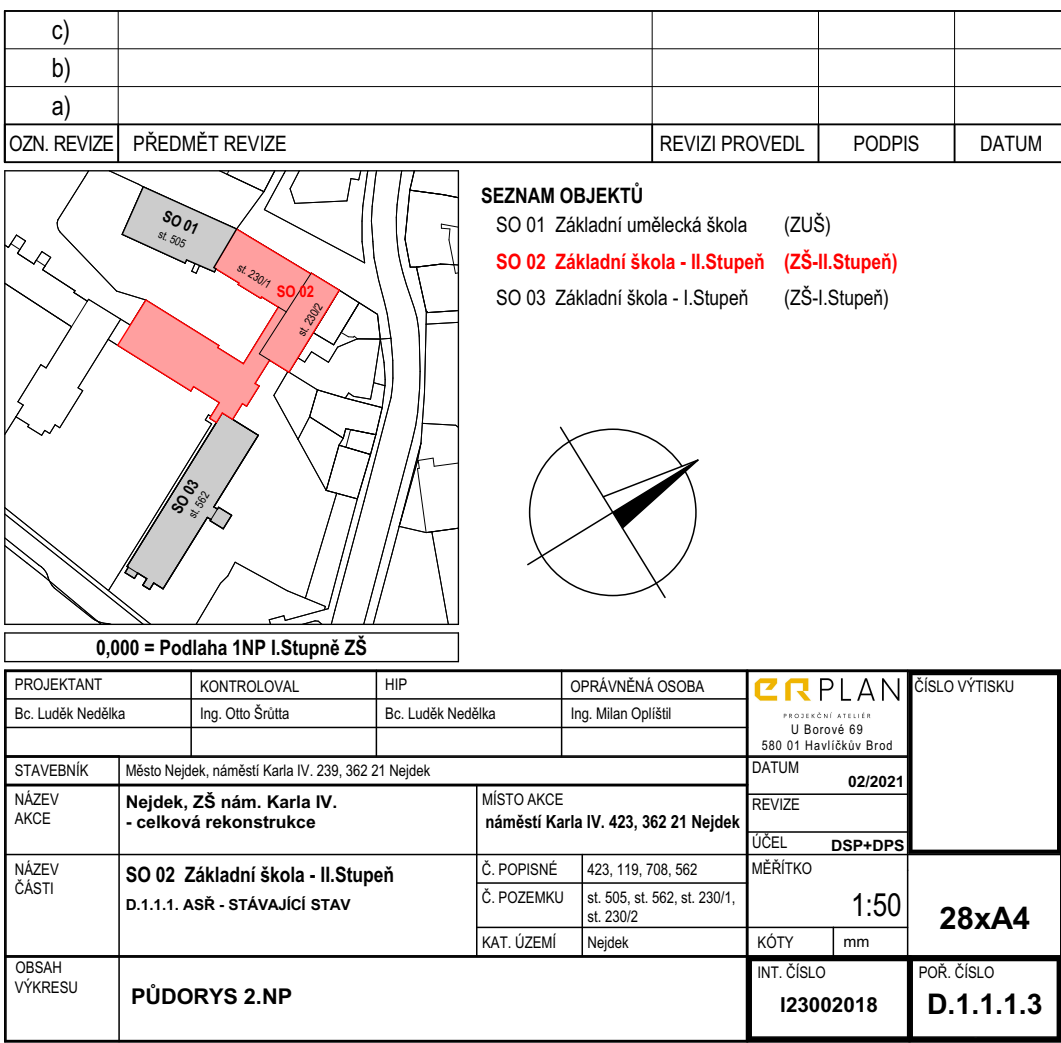 c)
b)
a)
OZN. REVIZE PŘEDMĚT REVIZE REVIZI PROVEDL PODPIS DATUM
SO 01
st. 505
st. 230/1
SO 02
st. 230/2
SO 03
st. 562
SEZNAM OBJEKTŮ
SO 01 Základní umělecká škola (ZUŠ)
SO 02 Základní škola - II.Stupeň (ZŠ-II.Stupeň)
SO 03 Základní škola - I.Stupeň (ZŠ-I.Stupeň)
0,000 = Podlaha 1NP I.Stupně ZŠ
PROJEKTANT KONTROLOVAL HIP OPRÁVNĚNÁ OSOBA
Bc. Luděk Nedělka Ing. Otto Šrůtta Bc. Luděk Nedělka Ing. Milan Oplíštil
ERPLAN
PROJEKČNÍ ATELIÉR
U Borové 69
580 01 Havlíčkův Brod
ČÍSLO VÝTISKU
STAVEBNÍK Město Nejdek, náměstí Karla IV. 239, 362 21 Nejdek
DATUM
02/2021
NÁZEV
AKCE
Nejdek, ZŠ nám. Karla IV.
- celková rekonstrukce
MÍSTO AKCE
náměstí Karla IV. 423, 362 21 Nejdek
REVIZE
ÚČEL DSP+DPS
NÁZEV
ČÁSTI
SO 02 Základní škola - II.Stupeň
D.1.1.1. ASŘ - STÁVAJÍCÍ STAV
Č. POPISNÉ 423, 119, 708, 562
Č. POZEMKU st. 505, st. 562, st. 230/1,
st. 230/2
KAT. ÚZEMÍ Nejdek
MĚŘÍTKO
1:50
KÓTY mm
28xA4
OBSAH
VÝKRESU
PŮDORYS 2.NP
INT. ČÍSLO
I23002018
POŘ. ČÍSLO
D.1.1.1.3